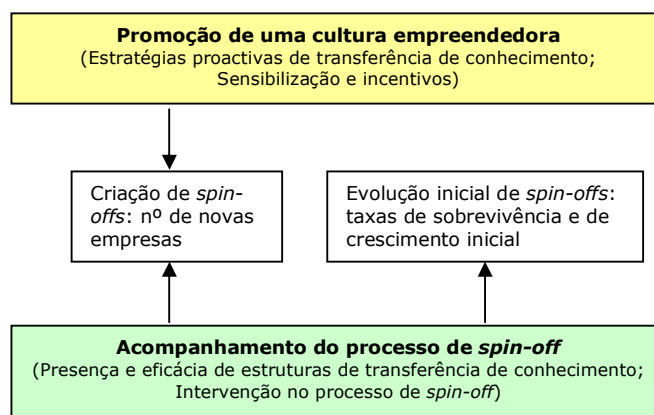 Promoção de uma cultura empreendedora
(Estratégias proactivas de transferência de conhecimento;
Sensibilização e incentivos)
Criação de spin-
offs: nº de novas
empresas
Evolução inicial de spin-offs:
taxas de sobrevivência e de
crescimento inicial
Acompanhamento do processo de spin-off
(Presença e eficácia de estruturas de transferência de conhecimento;
Intervenção no processo de spin-off)